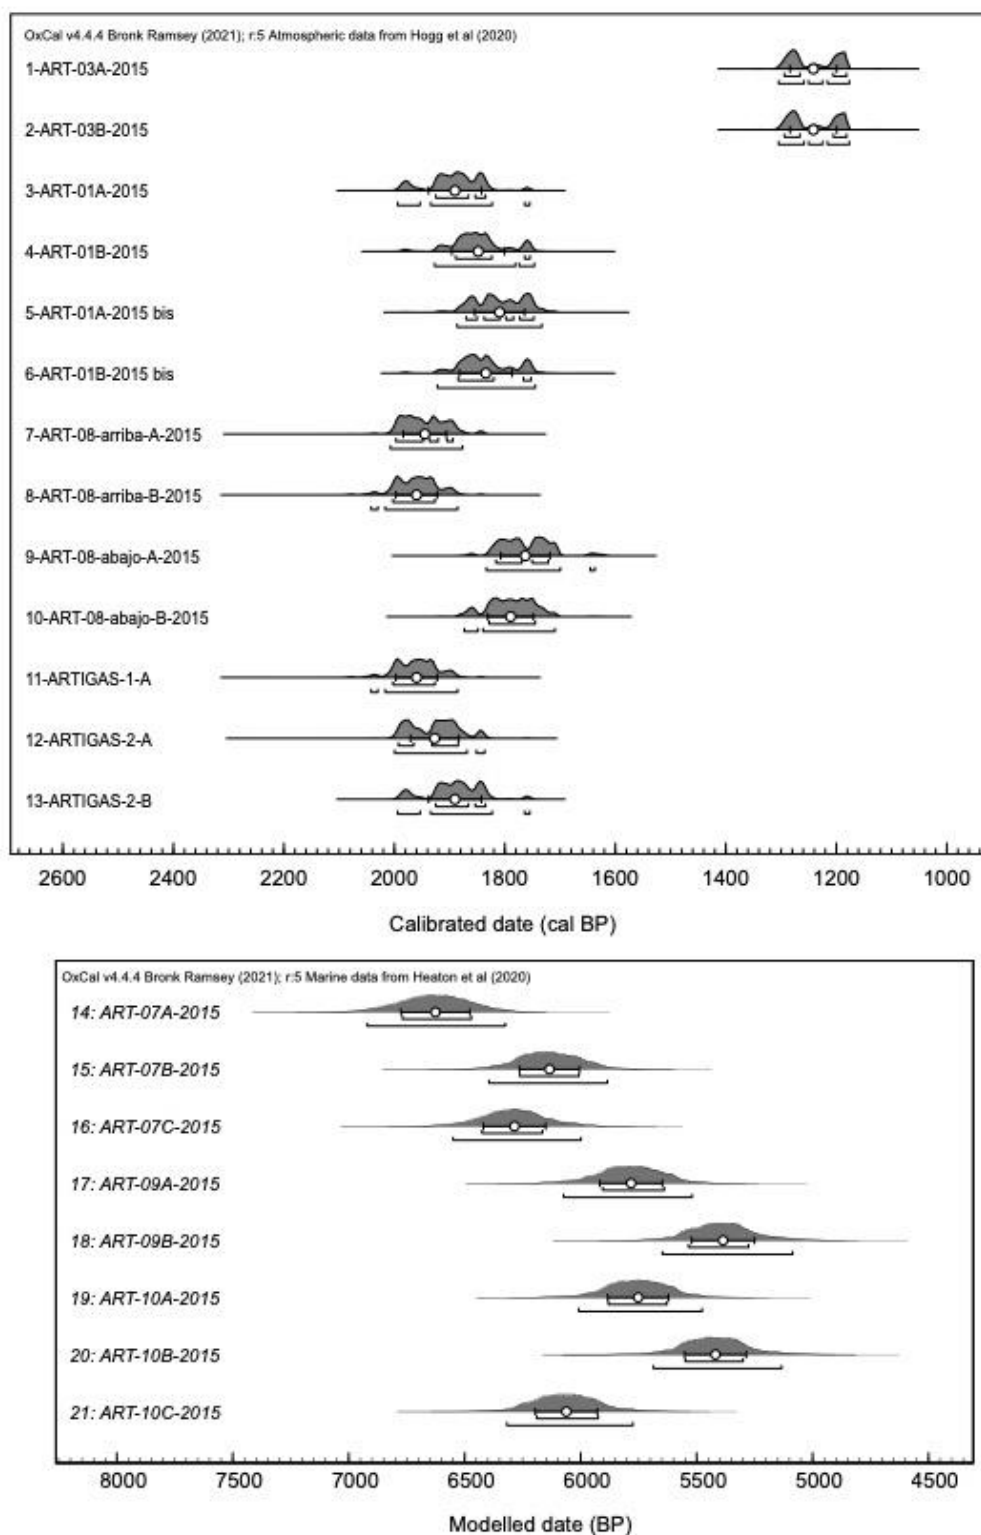 OxCal v4.4.4 Bronk Ramsey (2021); r:5 Atmospheric data from Hogg et al (2020)
1-ART-03A-2015
2-ART-03B-2015
3-ART-01A-2015
4-ART-01B-2015
5-ART-01A-2015 bis
6-ART-01B-2015 bis
7-ART-08-arriba-A-2015
8-ART-08-arriba-B-2015
9-ART-08-abajo-A-2015
10-ART-08-abajo-B-2015
11-ARTIGAS-1-A
12-ARTIGAS-2-A
13-ARTIGAS-2-B
2600 2400 2200 2000 1800 1600 1400 1200 1000
Calibrated date (cal BP)
OxCal v4.4.4 Bronk Ramsey (2021); r:5 Marine data from Heaton et al (2020)
14: ART-07A-2015
15: ART-07B-2015
16: ART-07C-2015
17: ART-09A-2015
18: ART-09B-2015
19: ART-10A-2015
20: ART-10B-2015
21: ART-10C-2015
8000 7500 7000 6500 6000 5500 5000 4500
Modelled date (BP)